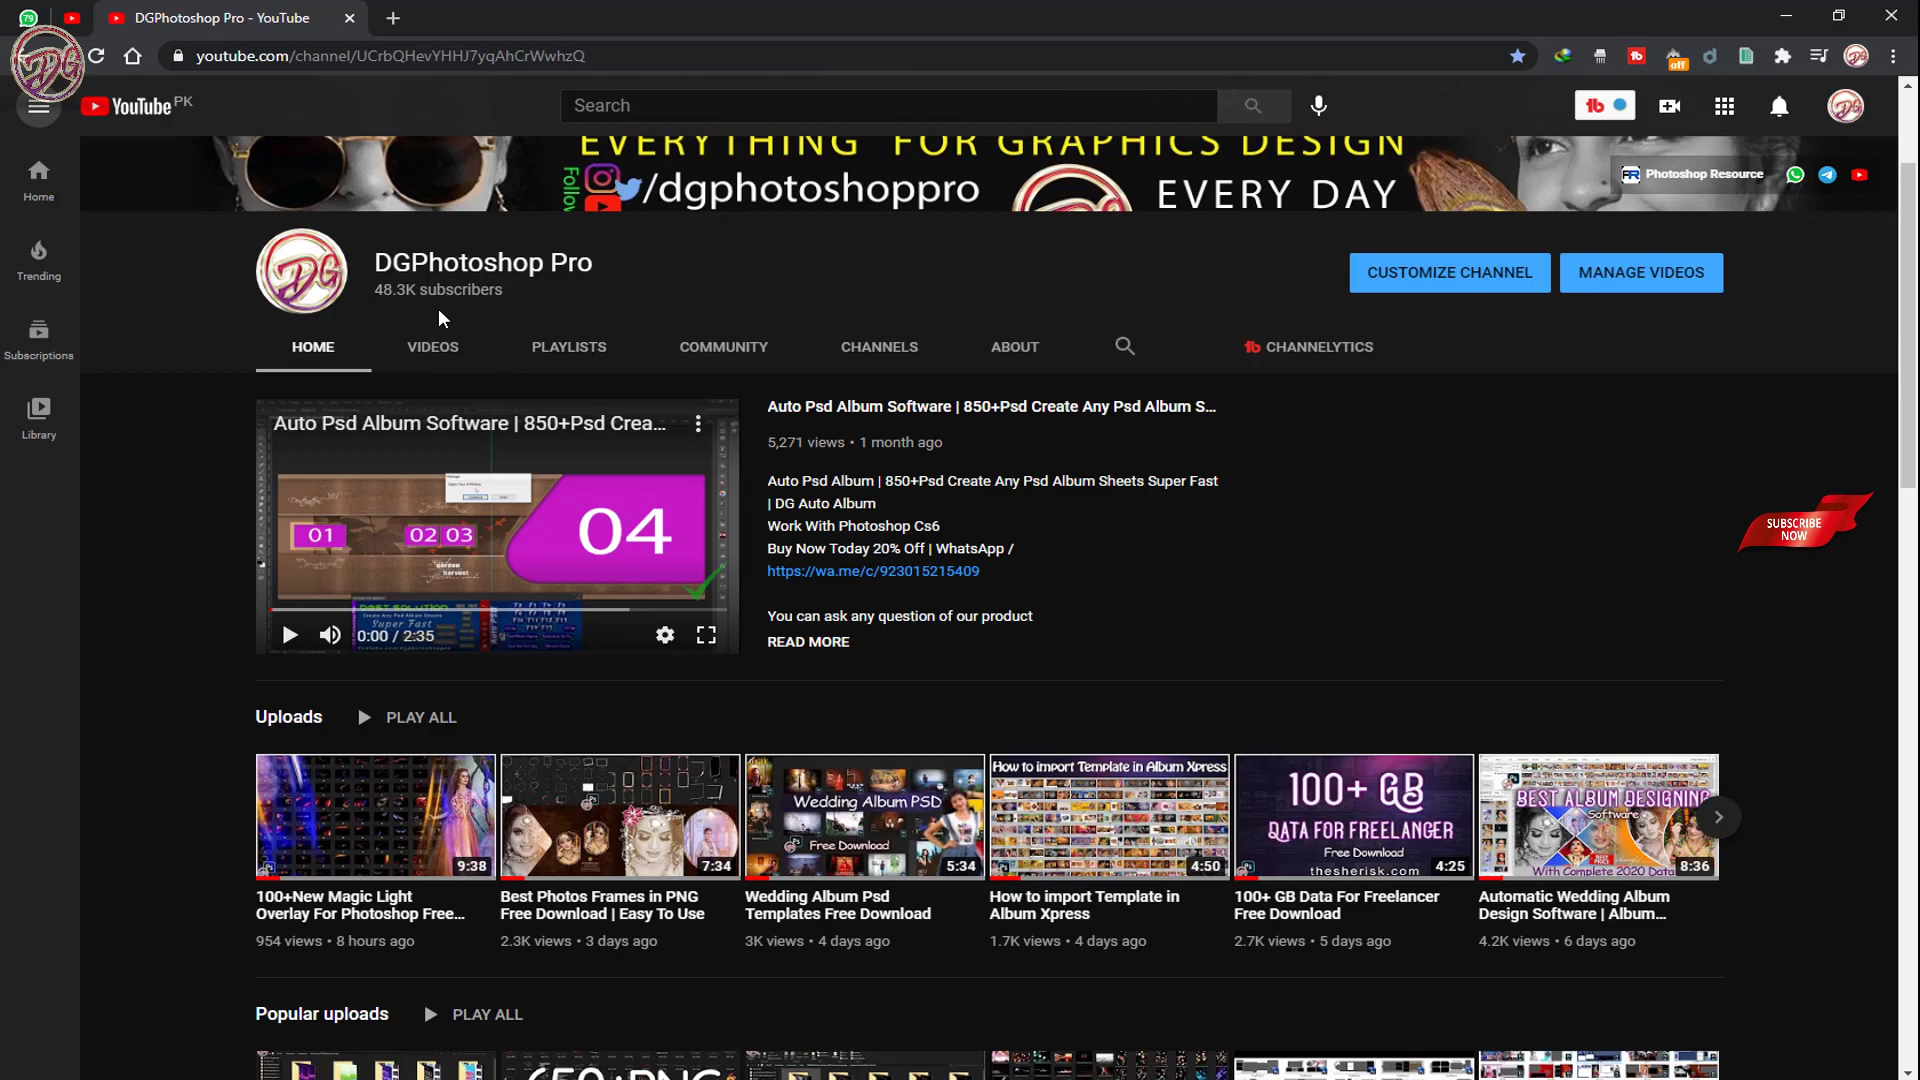 79
DGPhotoshop Pro - YouTube
youtube.com/channel/UCrbQHevYHHJ7yqAhCrWwhzQ
off
DG
YouTube PK
Search
Home
Trending
Subscriptions
Library
EVERYTHING FOR GRAPHICS DESIGN
/dgphotoshoppro
EVERY DAY
Photoshop Resource
DG
DGPhotoshop Pro
48.3K subscribers
CUSTOMIZE CHANNEL
MANAGE VIDEOS
HOME
VIDEOS
PLAYLISTS
COMMUNITY
CHANNELS
ABOUT
CHANNELYTICS
Auto Psd Album Software | 850+Psd Crea...
01
02 03
04
Super Fast
0:00 / 2:35
Auto Psd Album Software | 850+Psd Create Any Psd Album S...
5,271 views • 1 month ago
Auto Psd Album | 850+Psd Create Any Psd Album Sheets Super Fast
| DG Auto Album
Work With Photoshop Cs6
Buy Now Today 20% Off | WhatsApp /
https://wa.me/c/923015215409
You can ask any question of our product
READ MORE
SUBSCRIBE
NOW
Uploads
PLAY ALL
9:38
100+New Magic Light
Overlay For Photoshop Free...
954 views • 8 hours ago
7:34
Best Photos Frames in PNG
Free Download | Easy To Use
2.3K views • 3 days ago
Wedding Album PSD
Free Download
5:34
Wedding Album Psd
Templates Free Download
3K views • 4 days ago
How to import Template in Album Xpress
4:50
How to import Template in
Album Xpress
1.7K views • 4 days ago
100+ GB
DATA FOR FREELANCER
Free Download
thesherisk.com
4:25
100+ GB Data For Freelancer
Free Download
2.7K views • 5 days ago
BEST ALBUM DESIGNING
Software
With Complete 2020 Data
8:36
Automatic Wedding Album
Design Software | Album...
4.2K views • 6 days ago
Popular uploads
PLAY ALL